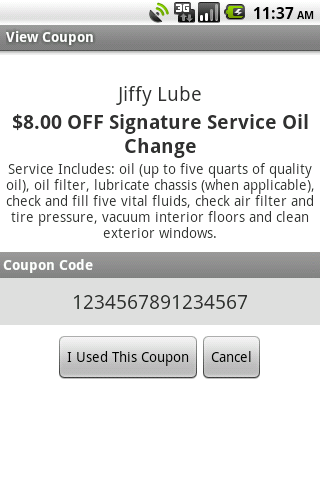 3G
11:37 AM
View Coupon
Jiffy Lube
$8.00 OFF Signature Service Oil
Change
Service Includes: oil (up to five quarts of quality
oil), oil filter, lubricate chassis (when applicable),
check and fill five vital fluids, check air filter and
tire pressure, vacuum interior floors and clean
exterior windows.
Coupon Code
1234567891234567
I Used This Coupon
Cancel